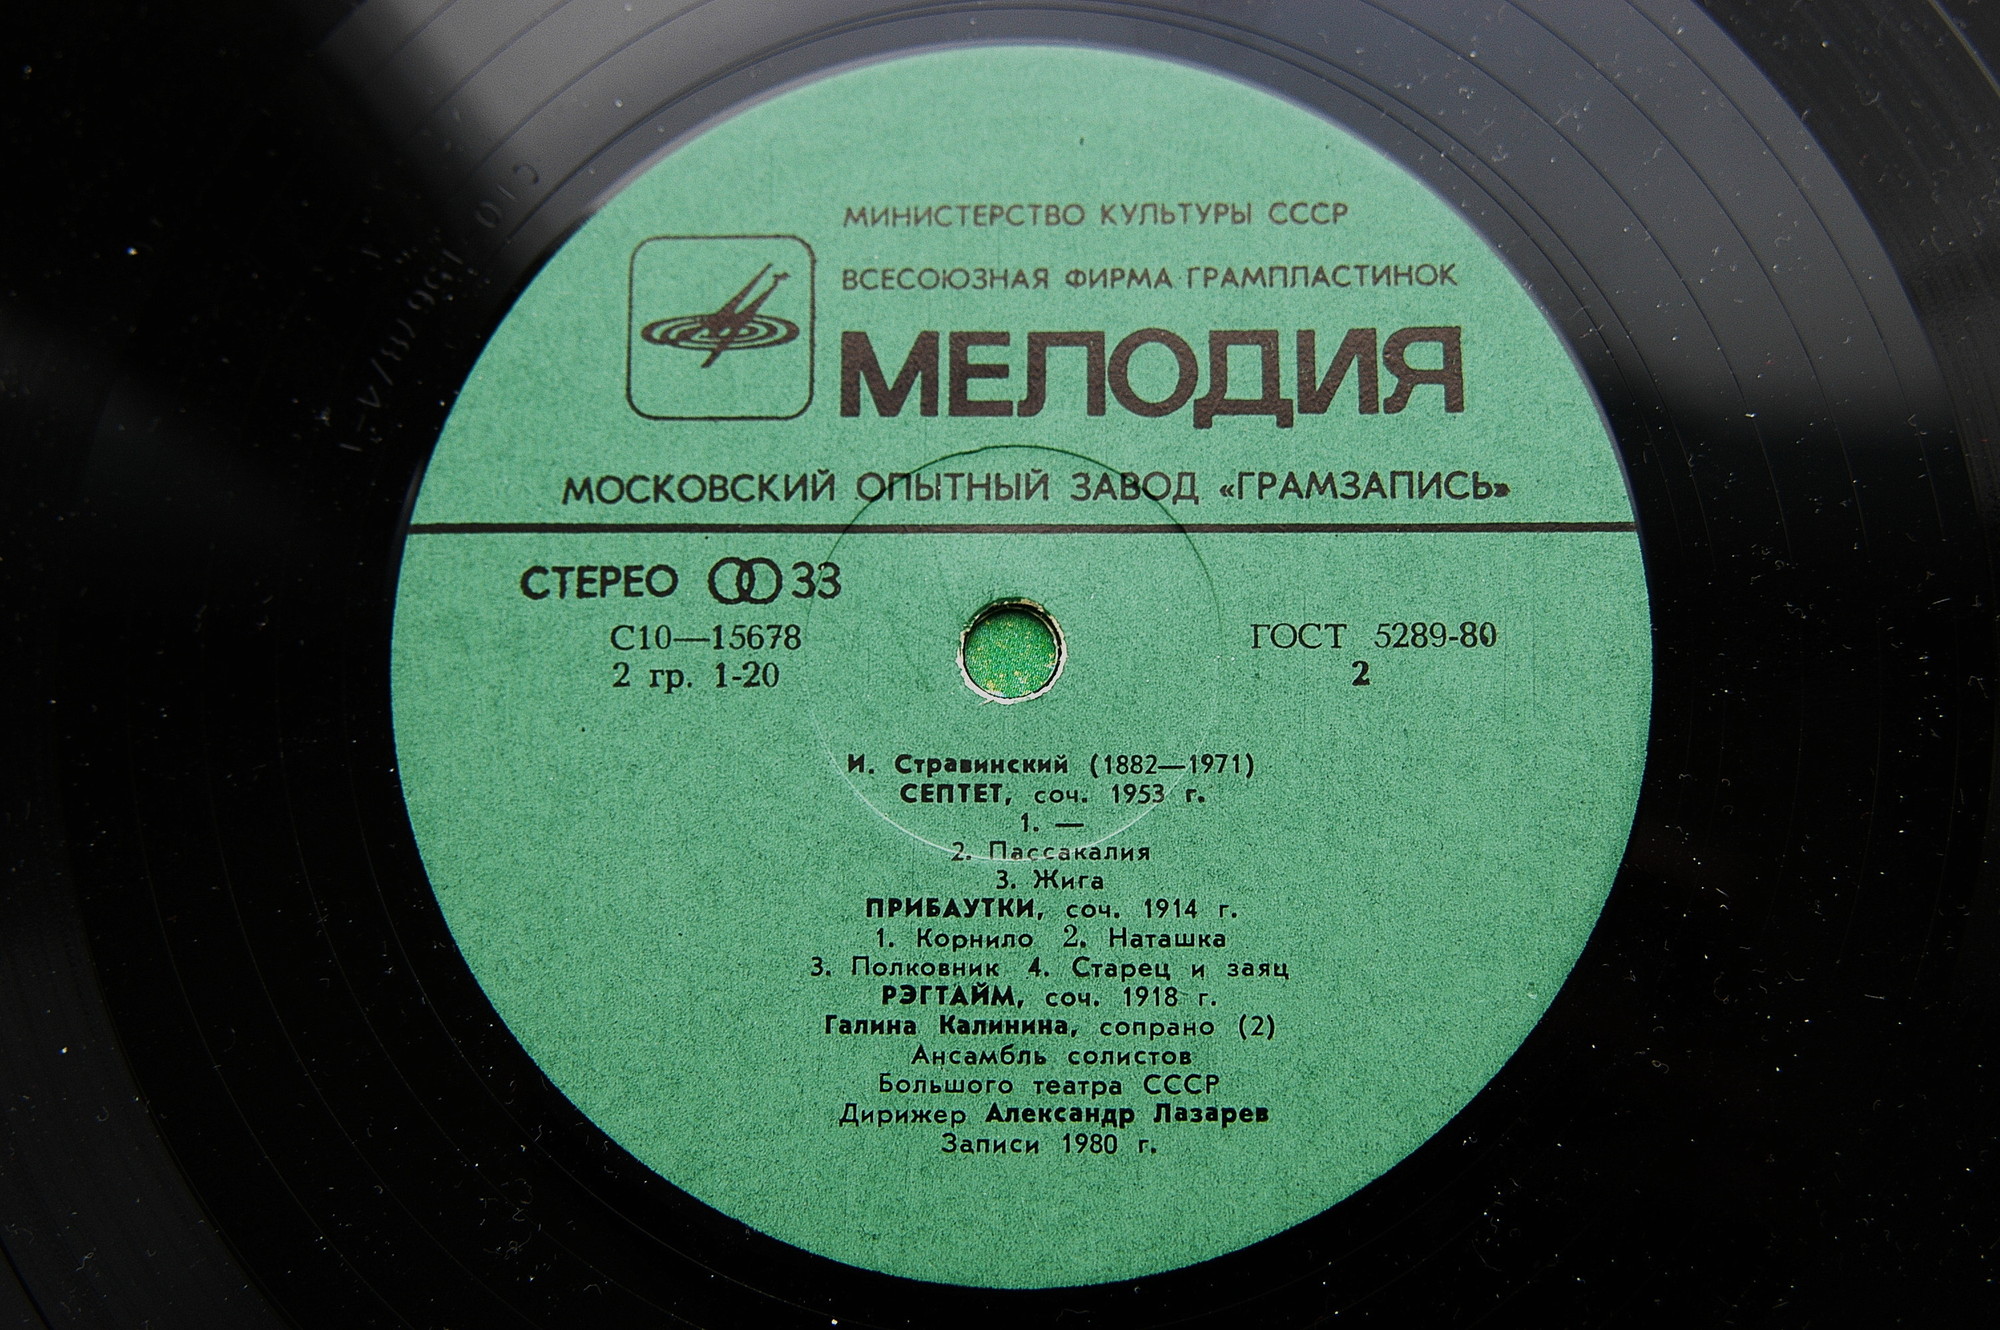 МИНИСТЕРСТВО КУЛЬТУРЫ СССР
ВСЕСОЮЗНАЯ ФИРМА ГРАМПЛАСТИНОК
МЕЛОДИЯ
МОСКОВСКИЙ ОПЫТНЫЙ ЗАВОД «ГРАМЗАПИСЬ»
СТЕРЕО 33
С10—15678
ГОСТ 5289-80
2 гр. 1-20
2
И. Стравинский (1882—1971)
СЕПТЕТ, соч. 1953 г.
1. —
2. Пассакалия
3. Жига
ПРИБАУТКИ, соч. 1914 г.
1. Корнило 2. Наташка
3. Полковник 4. Старец и заяц
РЭГТАЙМ, соч. 1918 г.
Галина Калинина, сопрано (2)
Ансамбль солистов
Большого театра СССР
Дирижер Александр Лазарев
Записи 1980 г.